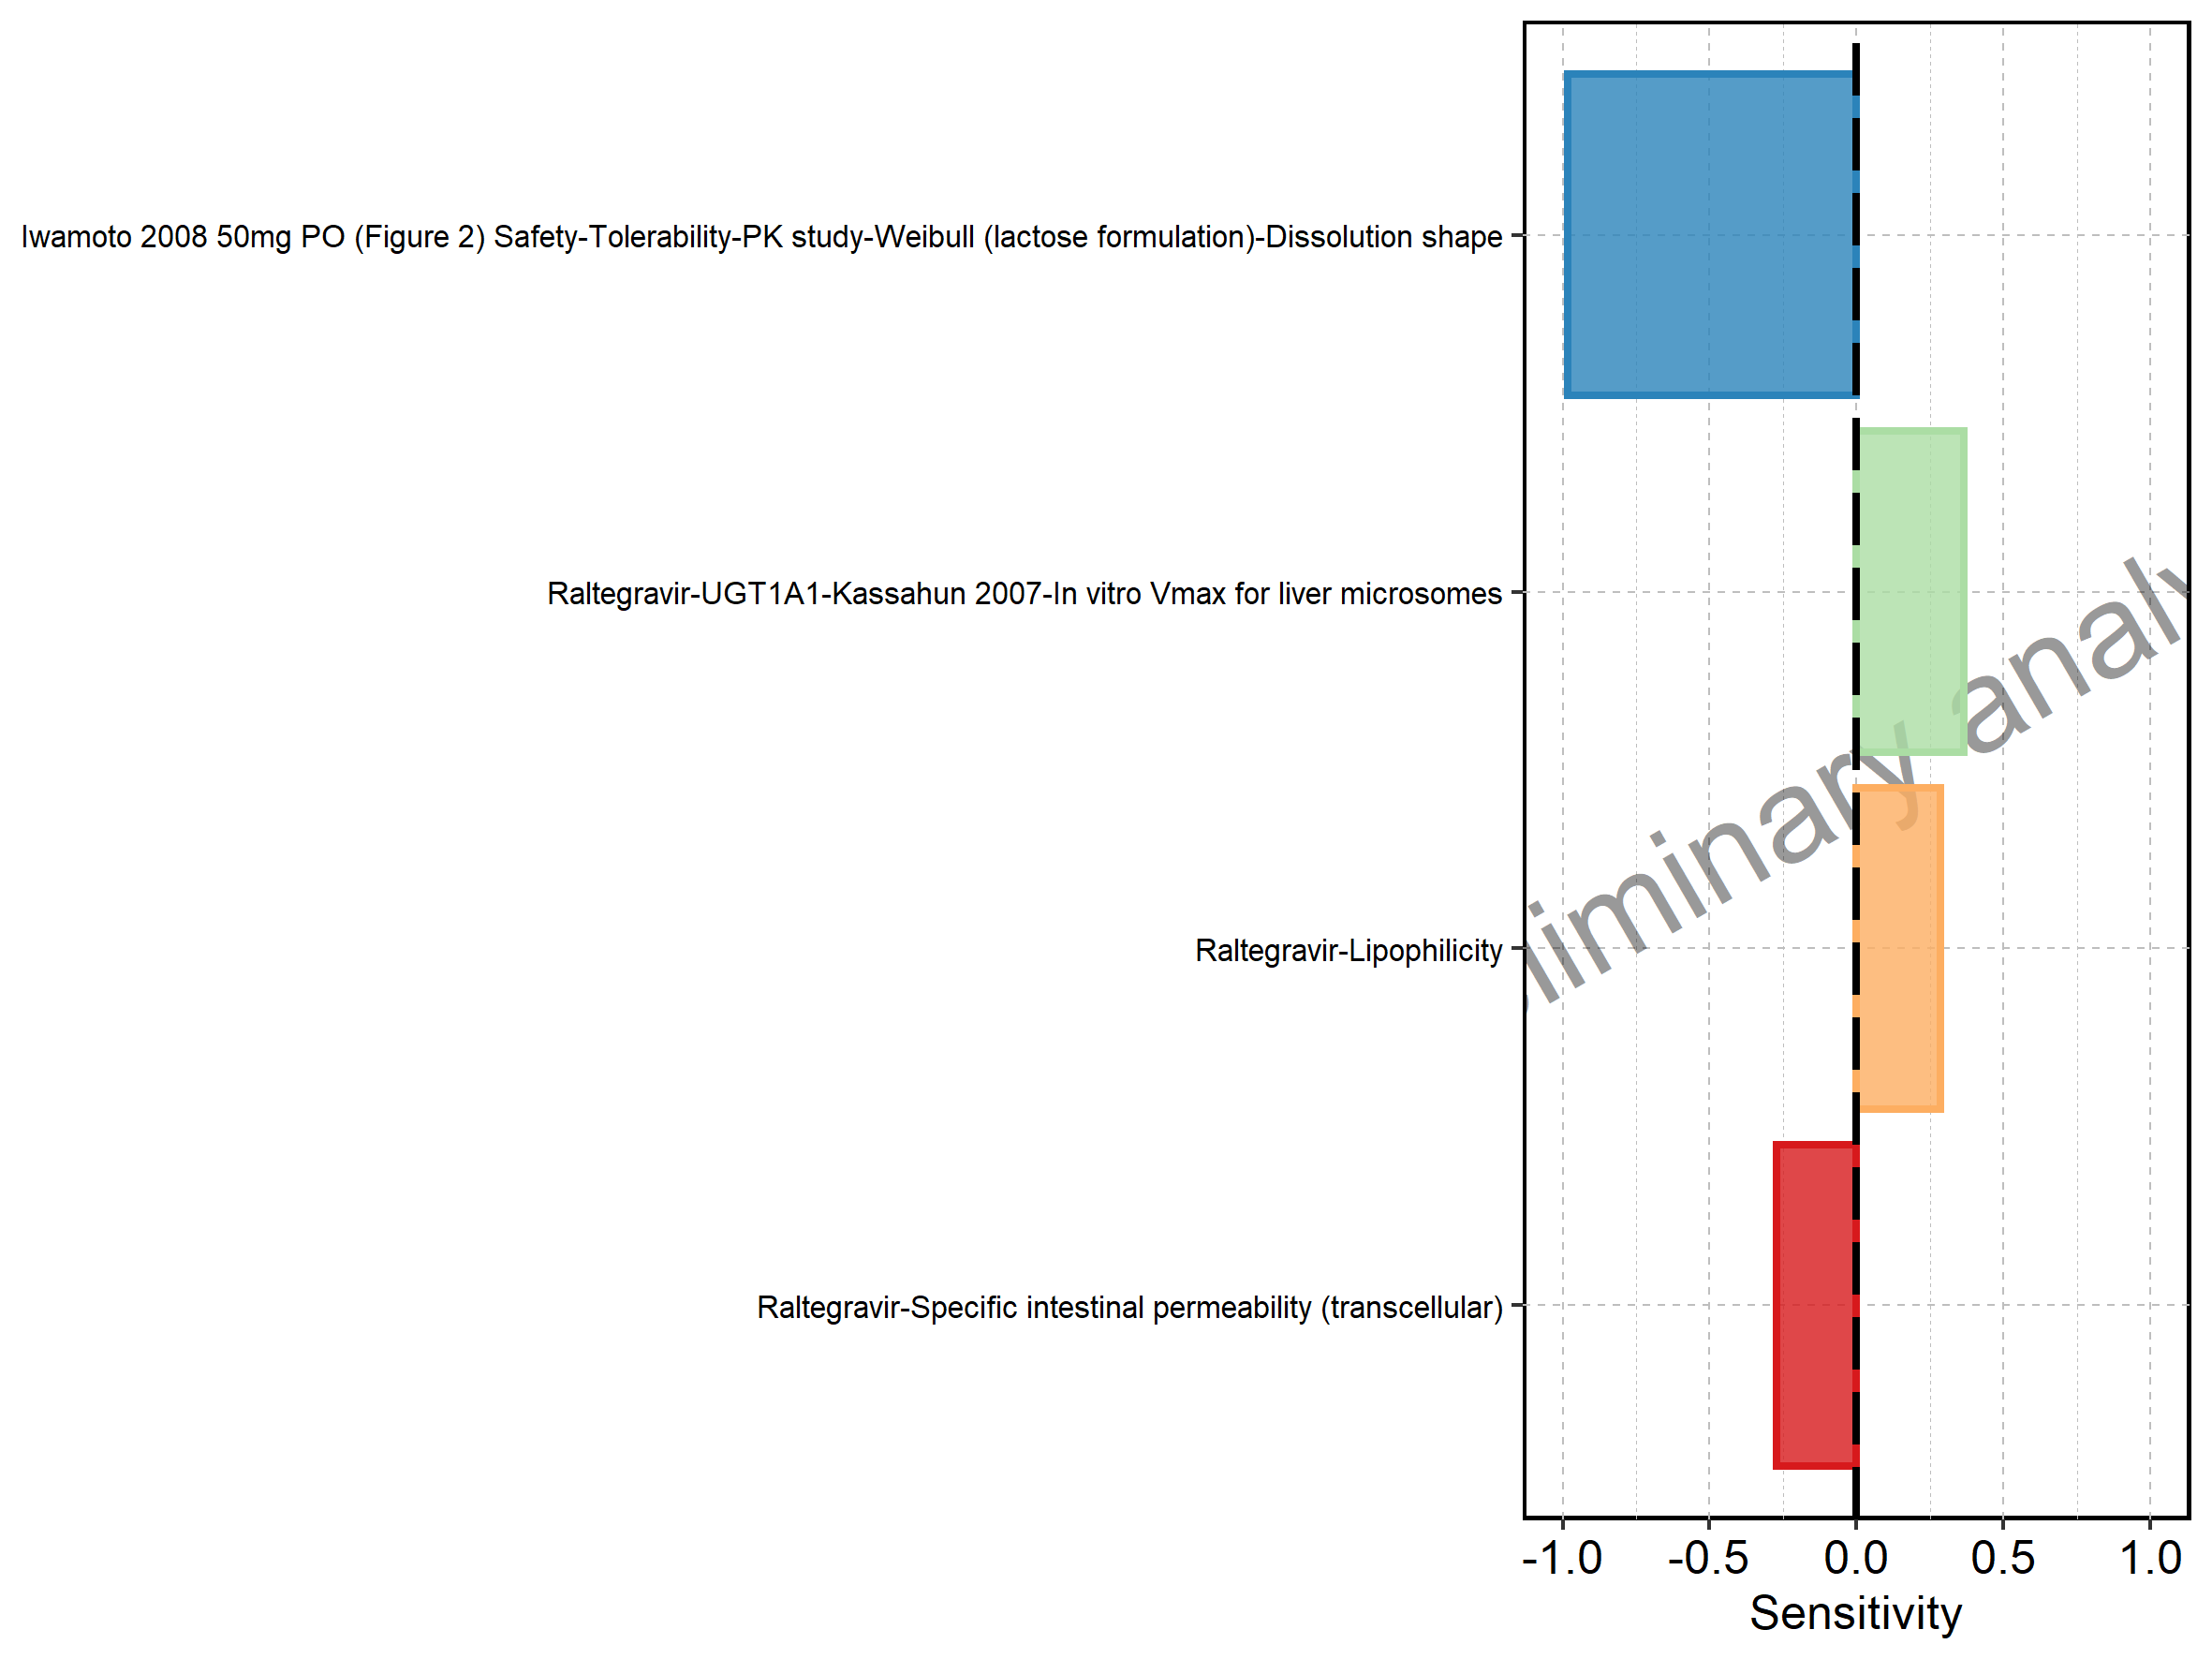 Iwamoto 2008 50mg PO (Figure 2) Safety-Tolerability-PK study-Weibull (lactose formulation)-Dissolution shape
Raltegravir-UGT1A1-Kassahun 2007-In vitro Vmax for liver microsomes
Raltegravir-Lipophilicity
Raltegravir-Specific intestinal permeability (transcellular)
-1.0 -0.5 0.0 0.5 1.0
Sensitivity